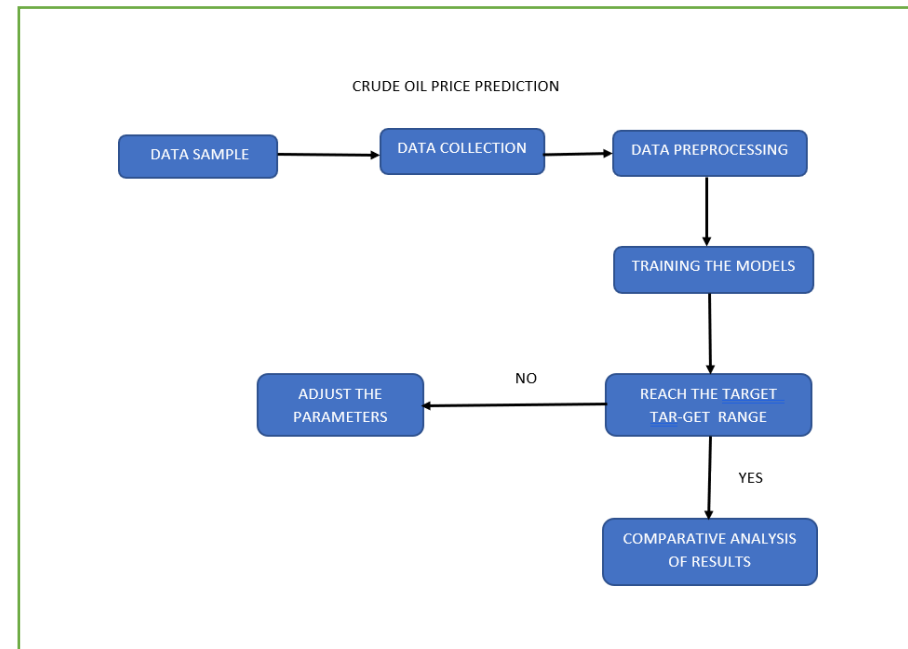 CRUDE OIL PRICE PREDICTION
DATA SAMPLE
DATA COLLECTION
DATA PREPROCESSING
TRAINING THE MODELS
REACH THE TARGET
TAR-GET RANGE
NO
ADJUST THE
PARAMETERS
YES
COMPARATIVE ANALYSIS
OF RESULTS